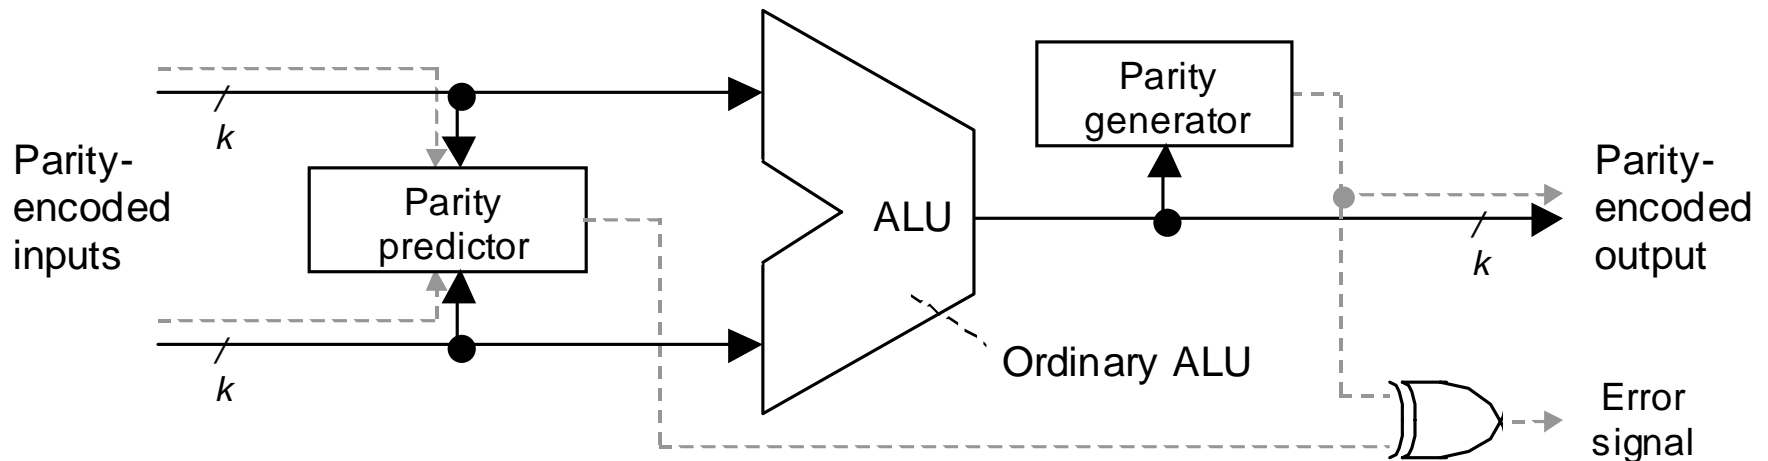 k
Parity-
encoded
inputs
k
Parity
predictor
ALU
Ordinary ALU
Parity
generator
k
Parity-
encoded
output
Error
signal